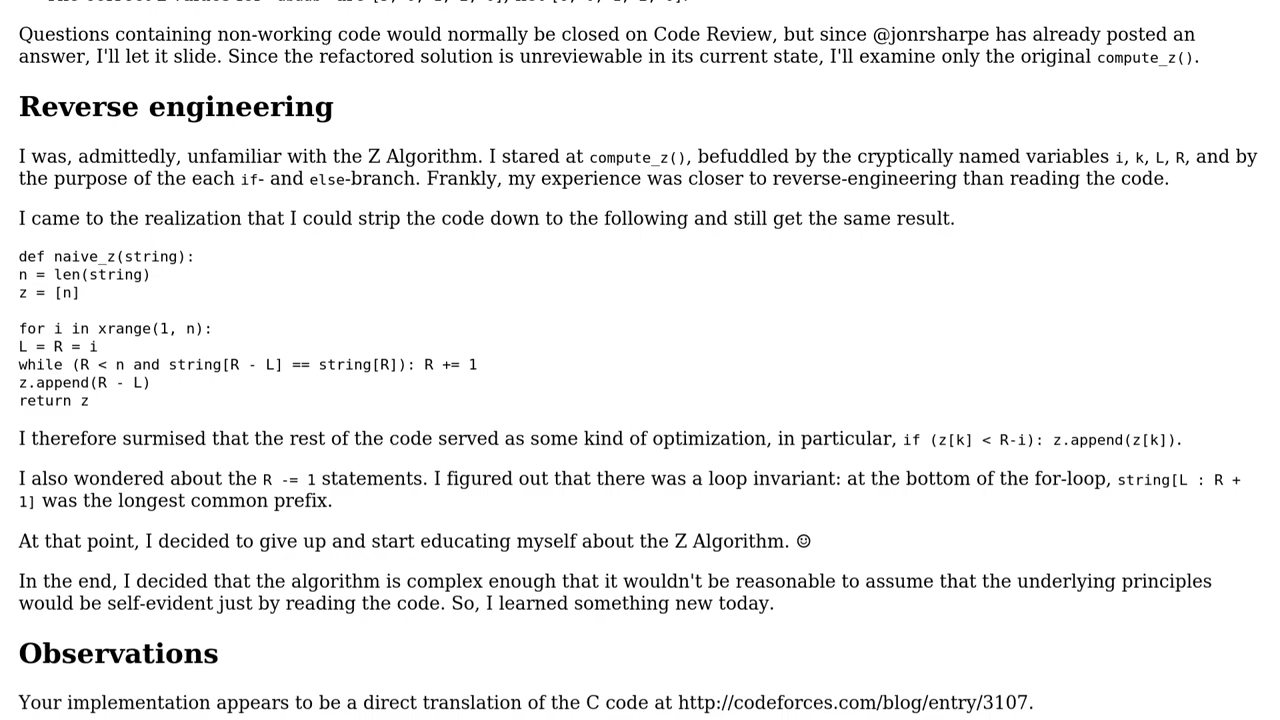 Questions containing non-working code would normally be closed on Code Review, but since @jonrsharpe has already posted an
answer, I'll let it slide. Since the refactored solution is unreviewable in its current state, I'll examine only the original compute_z().
Reverse engineering
I was, admittedly, unfamiliar with the Z Algorithm. I stared at compute_z(), befuddled by the cryptically named variables i, k, L, R, and by
the purpose of the each if- and else-branch. Frankly, my experience was closer to reverse-engineering than reading the code.
I came to the realization that I could strip the code down to the following and still get the same result.
def naive_z(string):
n = len(string)
z = [n]
for i in xrange(1, n):
L = R = i
while (R < n and string[R - L] == string[R]): R += 1
z.append(R - L)
return z
I therefore surmised that the rest of the code served as some kind of optimization, in particular, if (z[k] < R-i): z.append(z[k]).
I also wondered about the R -= 1 statements. I figured out that there was a loop invariant: at the bottom of the for-loop, string[L : R +
1] was the longest common prefix.
At that point, I decided to give up and start educating myself about the Z Algorithm. ☺
In the end, I decided that the algorithm is complex enough that it wouldn't be reasonable to assume that the underlying principles
would be self-evident just by reading the code. So, I learned something new today.
Observations
Your implementation appears to be a direct translation of the C code at http://codeforces.com/blog/entry/3107.